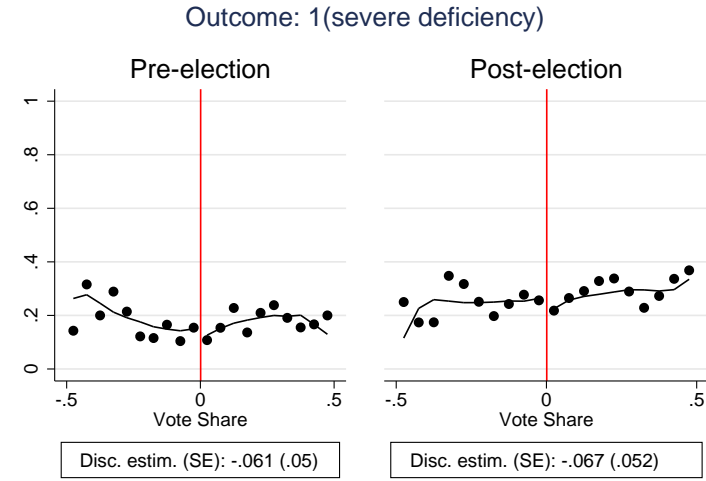 Outcome: 1(severe deficiency)
Pre-election
Post-election
1
.8
.6
.4
.2
0
-.5
0
.5
-.5
0
.5
Vote Share
Vote Share
Disc. estim. (SE): -.061 (.05)
Disc. estim. (SE): -.067 (.052)